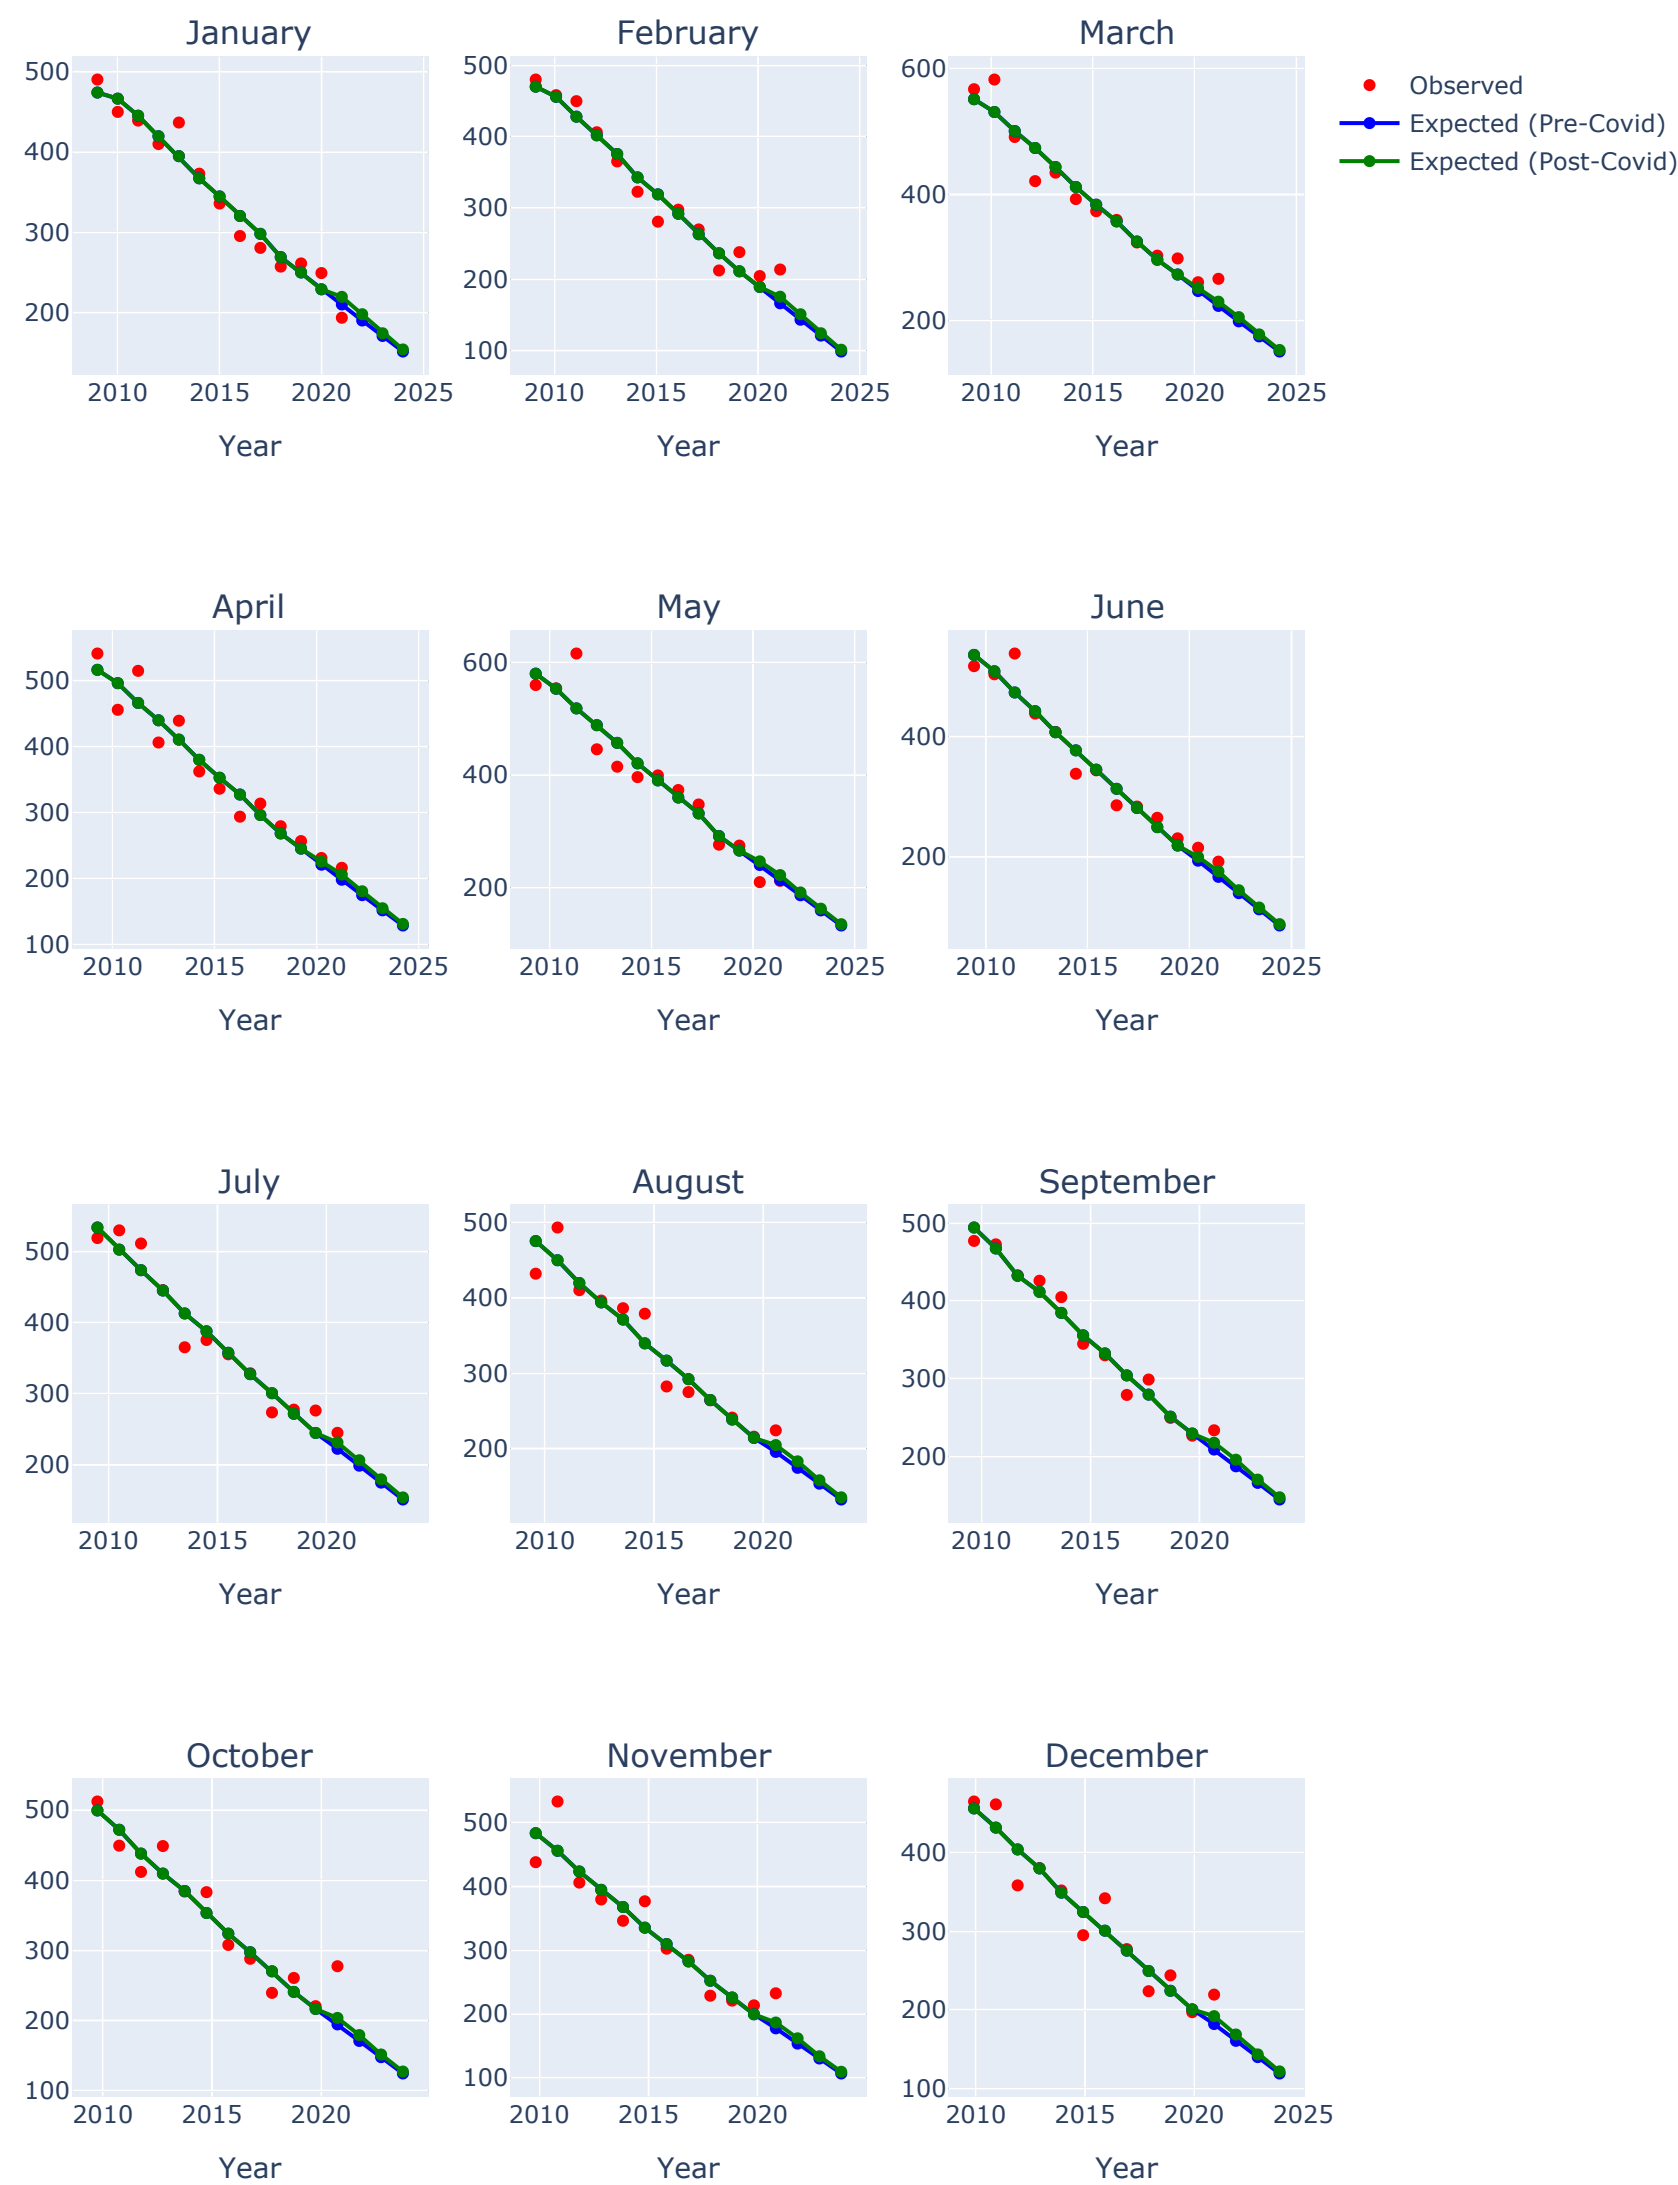 January February March
500
400
300
200
2010 2015 2020 2025
Year
500
400
300
200
100
2010 2015 2020 2025
Year
600
400
200
2010 2015 2020 2025
Year
Observed
Expected (Pre-Covid)
Expected (Post-Covid)
April May June
500
400
300
200
100
2010 2015 2020 2025
Year
600
400
200
2010 2015 2020 2025
Year
400
200
2010 2015 2020 2025
Year
July August September
500
400
300
200
2010 2015 2020
Year
500
400
300
200
2010 2015 2020
Year
500
400
300
200
2010 2015 2020
Year
October November December
500
400
300
200
100
2010 2015 2020
Year
500
400
300
200
100
2010 2015 2020
Year
400
300
200
100
2010 2015 2020 2025
Year